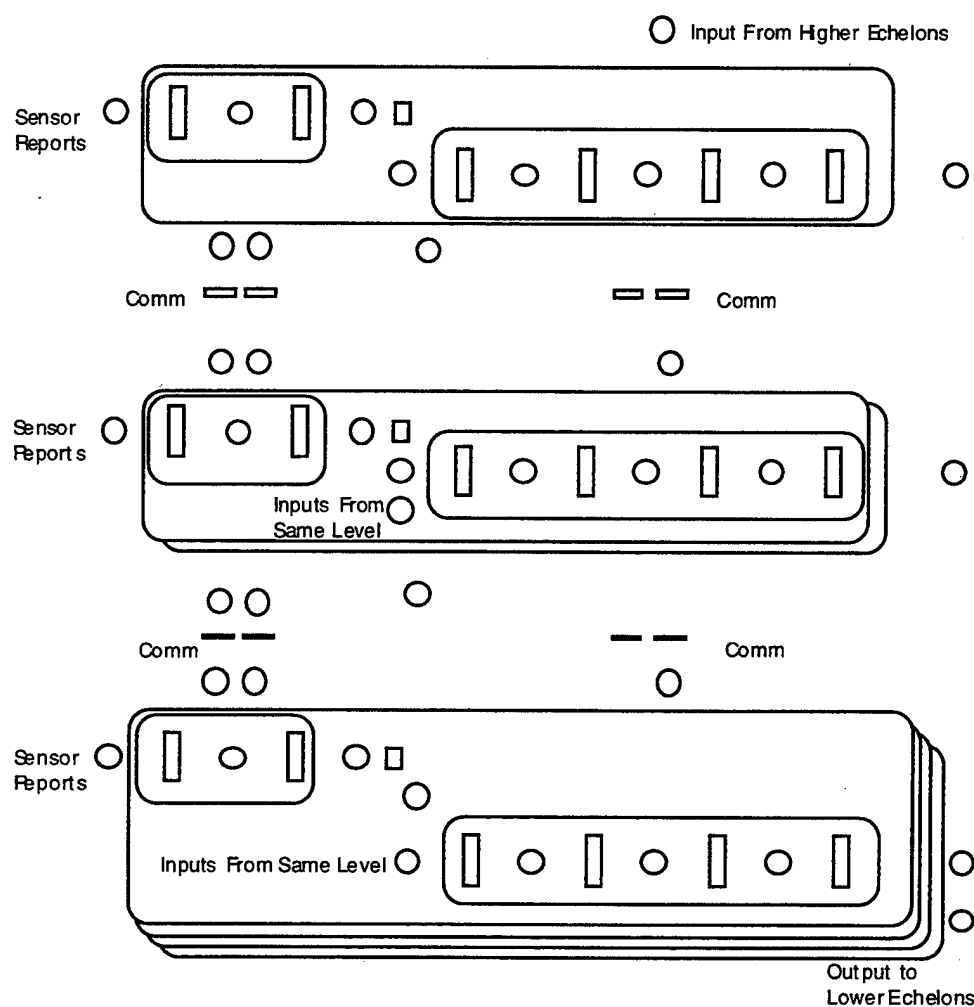 Input From Higher Echelons
Sensor
Reports
Comm
Comm
Sensor
Reports
Inputs From
Same Level
Comm
Comm
Sensor
Reports
Inputs From Same Level
Output to
Lower Echelons